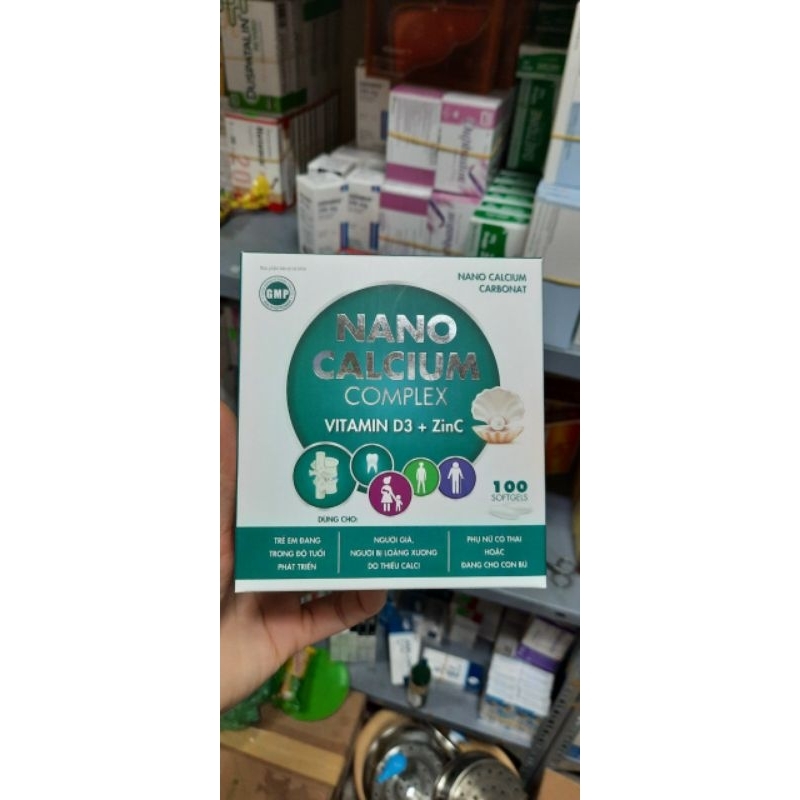 DUSPATALIN
GMP
NANO CALCIUM
CARBONAT
NANO
CALCIUM
COMPLEX
VITAMIN D3 + ZinC
100
SOFTGELS
DÙNG CHO:
TRẺ EM ĐANG
TRONG ĐỘ TUỔI
PHÁT TRIỂN
NGƯỜI GIÀ,
NGƯỜI BỊ LOÃNG XƯƠNG
DO THIẾU CALCI
PHỤ NỮ CÓ THAI
HOẶC
ĐANG CHO CON BÚ